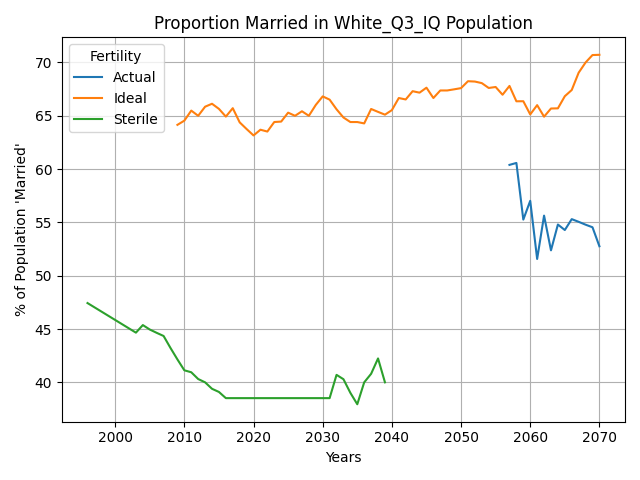 Proportion Married in White_Q3_IQ Population
Fertility
Actual
Ideal
Sterile
% of Population 'Married'
70
65
60
55
50
45
40
2000
2010
2020
2030
2040
2050
2060
2070
Years